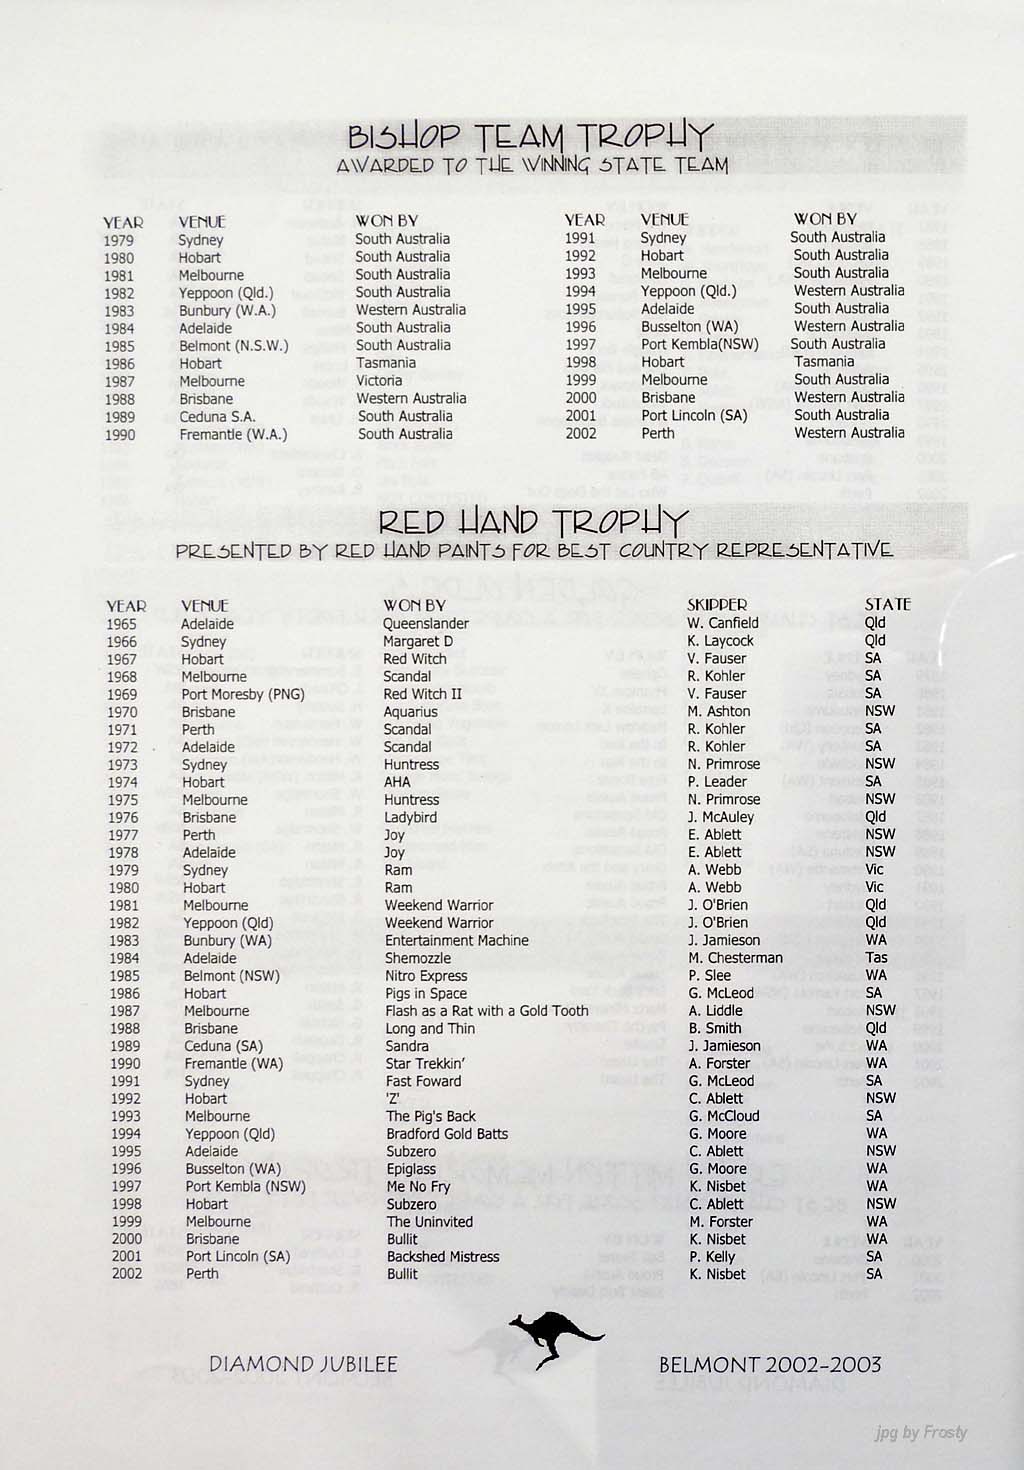 BISHOP TEAM TROPHY
AWARDED TO THE WINNING STATE TEAM
YEAR VENUE WON BY
1979 Sydney South Australia
1980 Hobart South Australia
1981 Melbourne South Australia
1982 Yeppoon (Qld.) South Australia
1983 Bunbury (W.A.) Western Australia
1984 Adelaide South Australia
1985 Belmont (N.S.W.) South Australia
1986 Hobart Tasmania
1987 Melbourne Victoria
1988 Brisbane Western Australia
1989 Ceduna S.A. South Australia
1990 Fremantle (W.A.) South Australia
YEAR VENUE WON BY
1991 Sydney South Australia
1992 Hobart South Australia
1993 Melbourne South Australia
1994 Yeppoon (Qld.) Western Australia
1995 Adelaide South Australia
1996 Busselton (WA) Western Australia
1997 Port Kembla(NSW) South Australia
1998 Hobart Tasmania
1999 Melbourne South Australia
2000 Brisbane Western Australia
2001 Port Lincoln (SA) South Australia
2002 Perth Western Australia
RED HAND TROPHY
PRESENTED BY RED HAND PAINTS FOR BEST COUNTRY REPRESENTATIVE
YEAR VENUE WON BY SKIPPER STATE
1965 Adelaide Queenslander W. Canfield Qld
1966 Sydney Margaret D K. Laycock Qld
1967 Hobart Red Witch V. Fauser SA
1968 Melbourne Scandal R. Kohler SA
1969 Port Moresby (PNG) Red Witch II V. Fauser SA
1970 Brisbane Aquarius M. Ashton NSW
1971 Perth Scandal R. Kohler SA
1972 Adelaide Scandal R. Kohler SA
1973 Sydney Huntress N. Primrose NSW
1974 Hobart AHA P. Leader SA
1975 Melbourne Huntress N. Primrose NSW
1976 Brisbane Ladybird J. McAuley Qld
1977 Perth Joy E. Ablett NSW
1978 Adelaide Joy E. Ablett NSW
1979 Sydney Ram A. Webb Vic
1980 Hobart Ram A. Webb Vic
1981 Melbourne Weekend Warrior J. O'Brien Qld
1982 Yeppoon (Qld) Weekend Warrior J. O'Brien Qld
1983 Bunbury (WA) Entertainment Machine J. Jamieson WA
1984 Adelaide Shemozzle M. Chesterman Tas
1985 Belmont (NSW) Nitro Express P. Slee WA
1986 Hobart Pigs in Space G. McLeod SA
1987 Melbourne Flash as a Rat with a Gold Tooth A. Liddle NSW
1988 Brisbane Long and Thin B. Smith Qld
1989 Ceduna (SA) Sandra J. Jamieson WA
1990 Fremantle (WA) Star Trekkin' A. Forster WA
1991 Sydney Fast Foward G. McLeod SA
1992 Hobart 'Z' C. Ablett NSW
1993 Melbourne The Pig's Back G. McCloud SA
1994 Yeppoon (Qld) Bradford Gold Batts G. Moore WA
1995 Adelaide Subzero C. Ablett NSW
1996 Busselton (WA) Epiglass G. Moore WA
1997 Port Kembla (NSW) Me No Fry K. Nisbet WA
1998 Hobart Subzero C. Ablett NSW
1999 Melbourne The Uninvited M. Forster WA
2000 Brisbane Bullit K. Nisbet WA
2001 Port Lincoln (SA) Backshed Mistress P. Kelly SA
2002 Perth Bullit K. Nisbet SA
DIAMOND JUBILEE BELMONT 2002-2003
jpg by Frosty